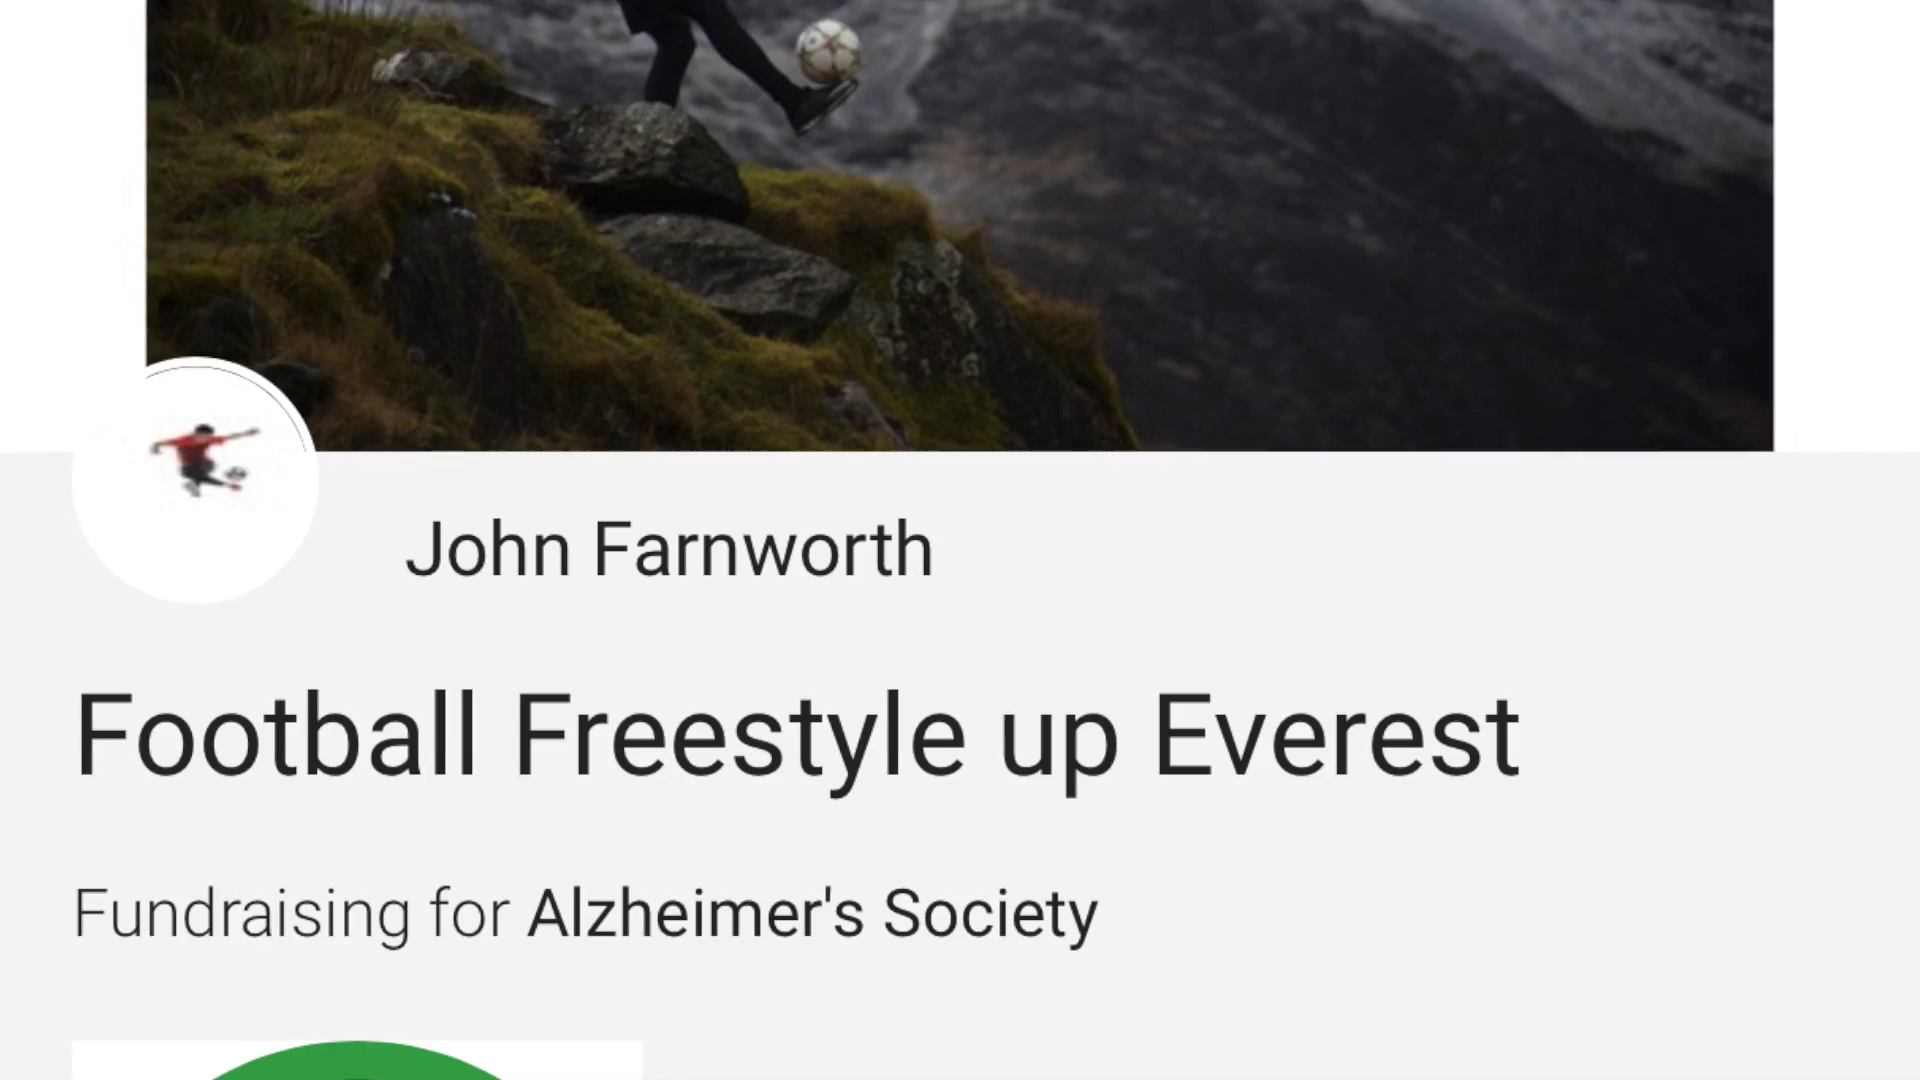 John Farnworth
Football Freestyle up Everest
Fundraising for Alzheimer's Society